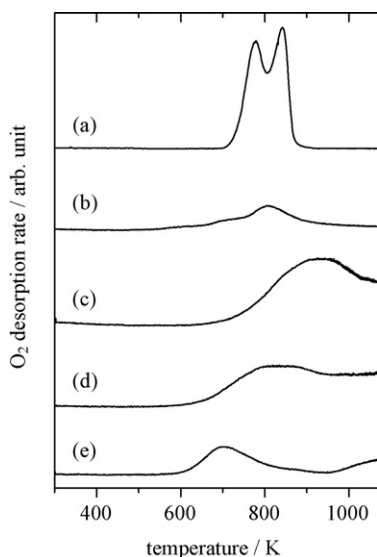 O₂ desorption rate / arb. unit
(a)
(b)
(c)
(d)
(e)
400 600 800 1000
temperature / K